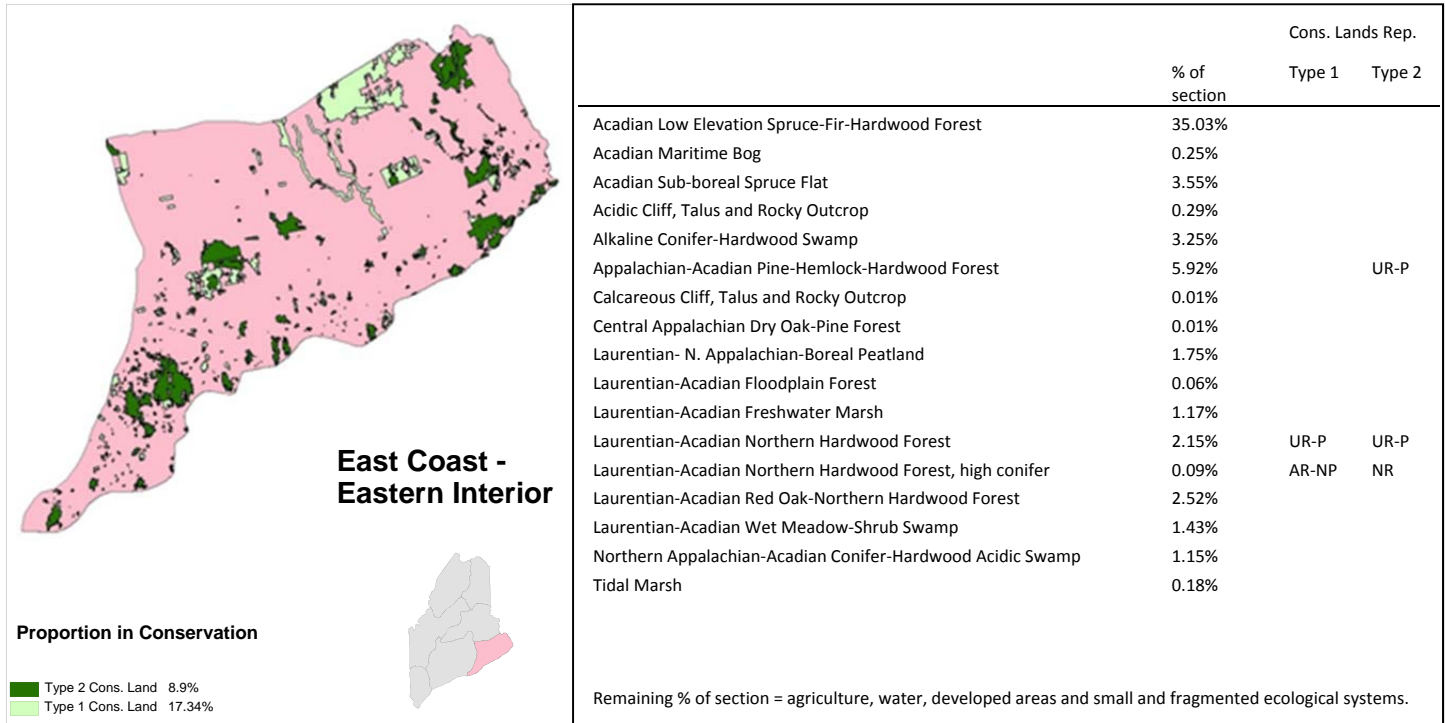 East Coast -
Eastern Interior
Proportion in Conservation
Type 2 Cons. Land 8.9%
Type 1 Cons. Land 17.34%
Cons. Lands Rep.
% of section Type 1 Type 2
Acadian Low Elevation Spruce-Fir-Hardwood Forest 35.03%
Acadian Maritime Bog 0.25%
Acadian Sub-boreal Spruce Flat 3.55%
Acidic Cliff, Talus and Rocky Outcrop 0.29%
Alkaline Conifer-Hardwood Swamp 3.25%
Appalachian-Acadian Pine-Hemlock-Hardwood Forest 5.92% UR-P
Calcareous Cliff, Talus and Rocky Outcrop 0.01%
Central Appalachian Dry Oak-Pine Forest 0.01%
Laurentian- N. Appalachian-Boreal Peatland 1.75%
Laurentian-Acadian Floodplain Forest 0.06%
Laurentian-Acadian Freshwater Marsh 1.17%
Laurentian-Acadian Northern Hardwood Forest 2.15% UR-P UR-P
Laurentian-Acadian Northern Hardwood Forest, high conifer 0.09% AR-NP NR
Laurentian-Acadian Red Oak-Northern Hardwood Forest 2.52%
Laurentian-Acadian Wet Meadow-Shrub Swamp 1.43%
Northern Appalachian-Acadian Conifer-Hardwood Acidic Swamp 1.15%
Tidal Marsh 0.18%
Remaining % of section = agriculture, water, developed areas and small and fragmented ecological systems.